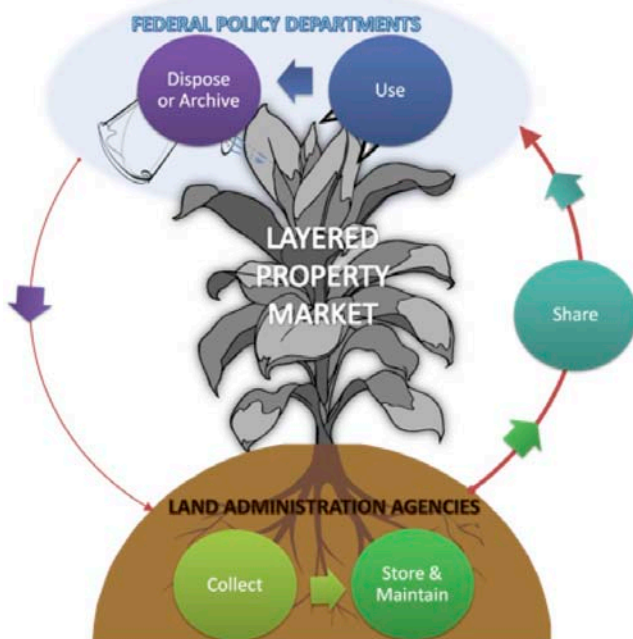 FEDERAL POLICY DEPARTMENTS
Dispose
or Archive
Use
LAYERED
PROPERTY
MARKET
Share
LAND ADMINISTRATION AGENCIES
Collect
Store &
Maintain